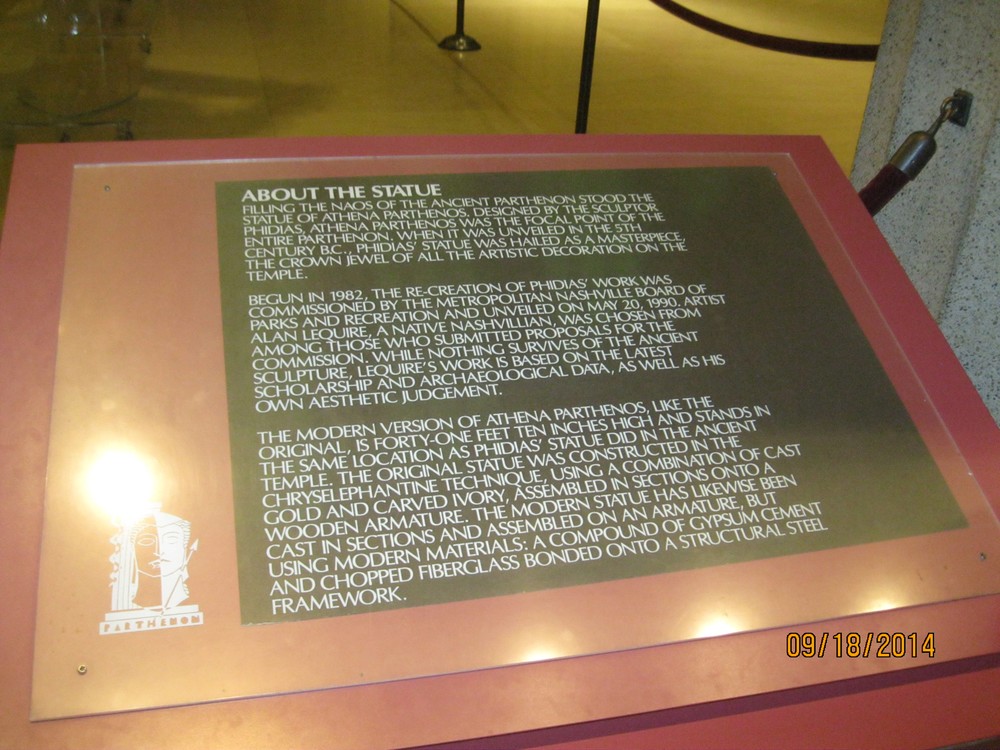 ABOUT THE STATUE
FILLING THE NAOS OF THE ANCIENT PARTHENON STOOD THE
STATUE OF ATHENA PARTHENOS. DESIGNED BY THE SCULPTOR
PHIDIAS, ATHENA PARTHENOS WAS THE FOCAL POINT OF THE
ENTIRE PARTHENON. WHEN IT WAS UNVEILED IN THE 5TH
CENTURY B.C., PHIDIAS' STATUE WAS HAILED AS A MASTERPIECE,
THE CROWN JEWEL OF ALL THE ARTISTIC DECORATION ON THE
TEMPLE.
BEGUN IN 1982, THE RE-CREATION OF PHIDIAS' WORK WAS
COMMISSIONED BY THE METROPOLITAN NASHVILLE BOARD OF
PARKS AND RECREATION AND UNVEILED ON MAY 20, 1990. ARTIST
ALAN LEQUIRE, A NATIVE NASHVILLIAN, WAS CHOSEN FROM
AMONG THOSE WHO SUBMITTED PROPOSALS FOR THE
COMMISSION. WHILE NOTHING SURVIVES OF THE ANCIENT
SCULPTURE, LEQUIRE'S WORK IS BASED ON THE LATEST
SCHOLARSHIP AND ARCHAEOLOGICAL DATA, AS WELL AS HIS
OWN AESTHETIC JUDGEMENT.
THE MODERN VERSION OF ATHENA PARTHENOS, LIKE THE
ORIGINAL, IS FORTY-ONE FEET TEN INCHES HIGH AND STANDS IN
THE SAME LOCATION AS PHIDIAS' STATUE DID IN THE ANCIENT
TEMPLE. THE ORIGINAL STATUE WAS CONSTRUCTED IN THE
CHRYSELEPHANTINE TECHNIQUE, USING A COMBINATION OF CAST
GOLD AND CARVED IVORY, ASSEMBLED IN SECTIONS ONTO A
WOODEN ARMATURE. THE MODERN STATUE HAS LIKEWISE BEEN
CAST IN SECTIONS AND ASSEMBLED ON AN ARMATURE, BUT
USING MODERN MATERIALS: A COMPOUND OF GYPSUM CEMENT
AND CHOPPED FIBERGLASS BONDED ONTO A STRUCTURAL STEEL
FRAMEWORK.
PARTHENON
09/18/2014